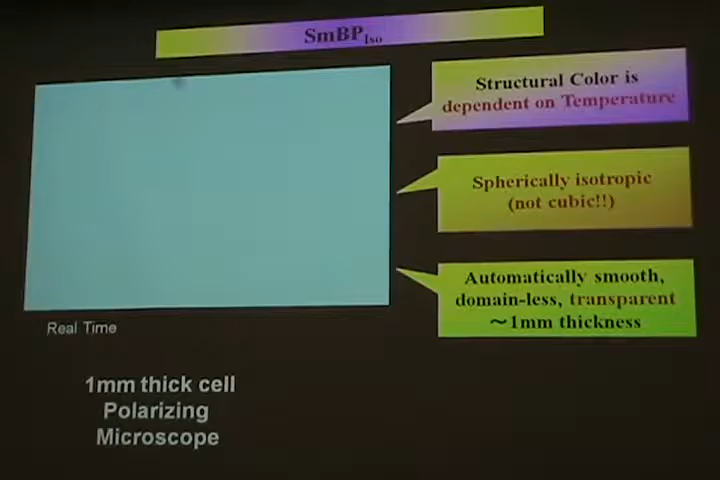 SmBPIso
Structural Color is
dependent on Temperature
Spherically isotropic
(not cubic!!)
Automatically smooth,
domain-less, transparent
～1mm thickness
Real Time
1mm thick cell
Polarizing
Microscope